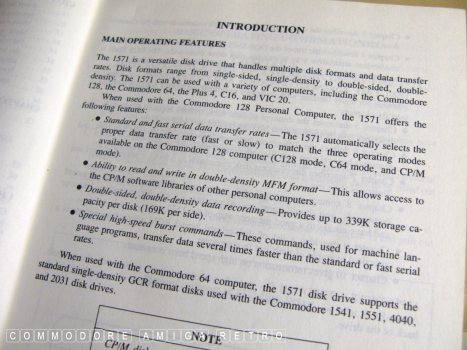 INTRODUCTION
MAIN OPERATING FEATURES
The 1571 is a versatile disk drive that handles multiple disk formats and data transfer
rates. Disk formats range from single-sided, single-density to double-sided, double-
density. The 1571 can be used with a variety of computers, including the Commodore
128, the Commodore 64, the Plus 4, C16, and VIC 20.
When used with the Commodore 128 Personal Computer, the 1571 offers the
following features:
• Standard and fast serial data transfer rates—The 1571 automatically selects the
proper data transfer rate (fast or slow) to match the three operating modes
available on the Commodore 128 computer (C128 mode, C64 mode, and CP/M
mode).
• Ability to read and write in double-density MFM format—This allows access to
the CP/M software libraries of other personal computers.
• Double-sided, double-density data recording—Provides up to 339K storage ca-
pacity per disk (169K per side).
• Special high-speed burst commands—These commands, used for machine lan-
guage programs, transfer data several times faster than the standard or fast serial
rates.
When used with the Commodore 64 computer, the 1571 disk drive supports the
standard single-density GCR format disks used with the Commodore 1541, 1551, 4040,
and 2031 disk drives.
NOTE
CP/M
COMMODORE AMIGA RETRO